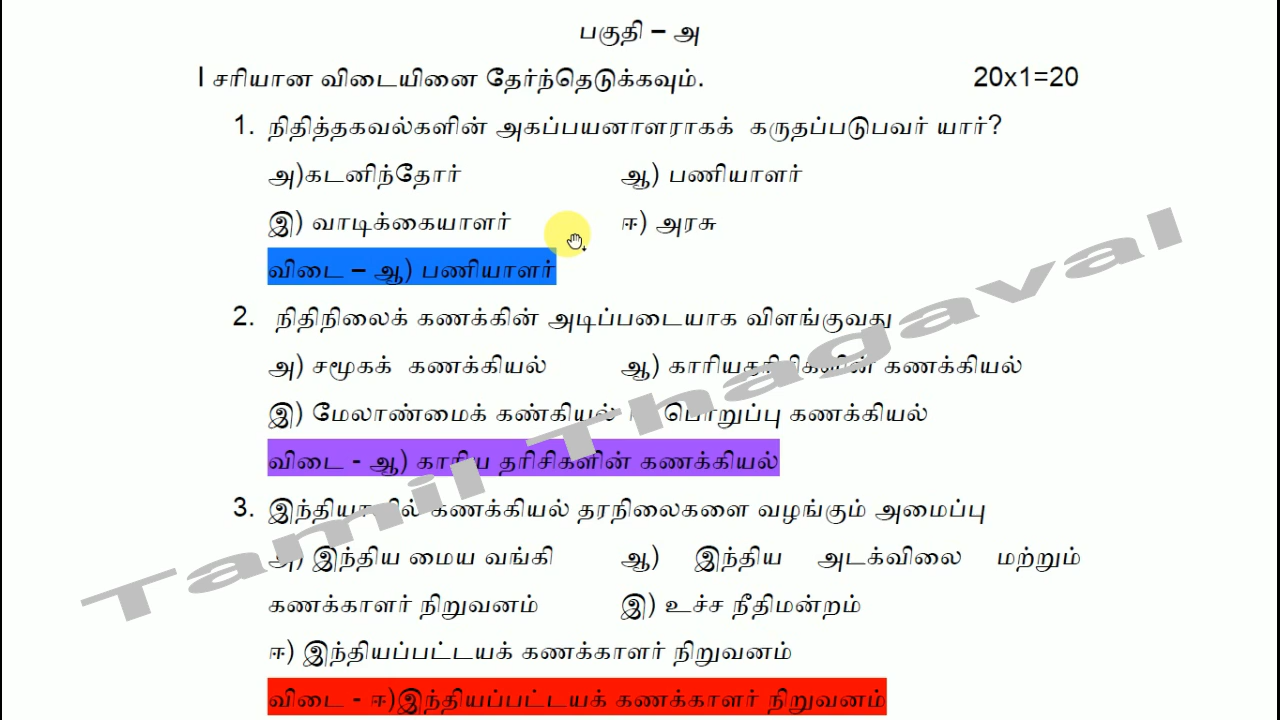 பகுதி – அ
I சரியான விடையினை தேர்ந்தெடுக்கவும். 20x1=20
1. நிதித்தகவல்களின் அகப்பயனாளராகக் கருதப்படுபவர் யார்?
அ)கடனிந்தோர் ஆ) பணியாளர்
இ) வாடிக்கையாளர் ஈ) அரசு
விடை – ஆ) பணியாளர்
2. நிதிநிலைக் கணக்கின் அடிப்படையாக விளங்குவது
அ) சமூகக் கணக்கியல் ஆ) காரியதரிசிகளின் கணக்கியல்
இ) மேலாண்மைக் கண்கியல் பொறுப்பு கணக்கியல்
விடை - ஆ) காரிய தரிசிகளின் கணக்கியல்
3. இந்தியாவில் கணக்கியல் தரநிலைகளை வழங்கும் அமைப்பு
அ) இந்திய மைய வங்கி ஆ) இந்திய அடக்விலை மற்றும்
கணக்காளர் நிறுவனம் இ) உச்ச நீதிமன்றம்
ஈ) இந்தியப்பட்டயக் கணக்காளர் நிறுவனம்
விடை - ஈ)இந்தியப்பட்டயக் கணக்காளர் நிறுவனம்
Tamil Thagaval